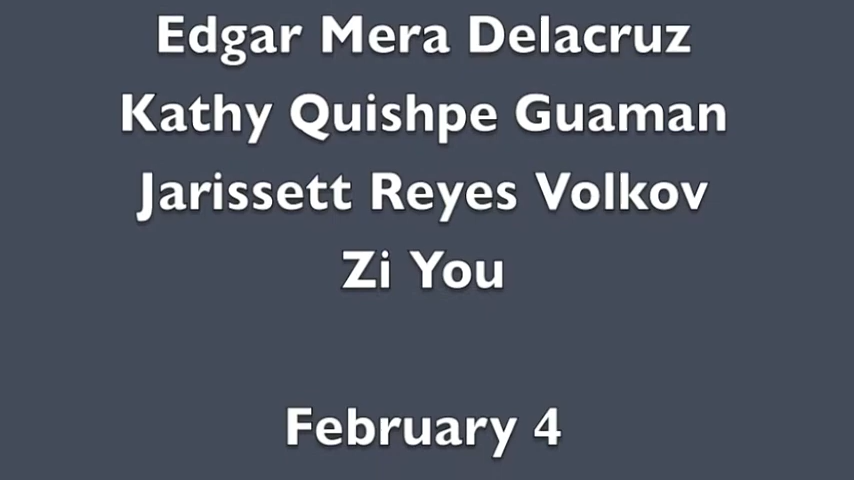 Edgar Mera Delacruz
Kathy Quishpe Guaman
Jarissett Reyes Volkov
Zi You
February 4